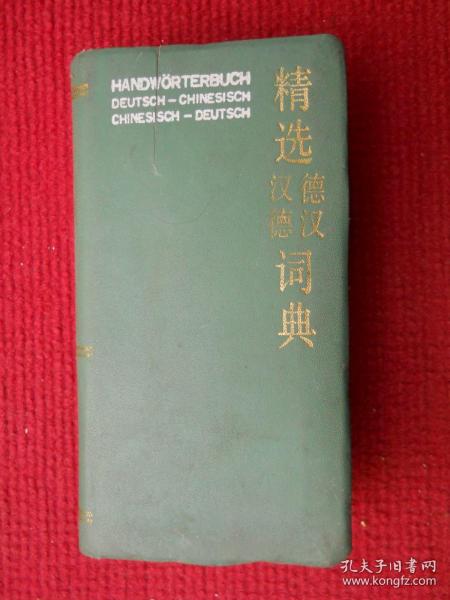 HANDWÖRTERBUCH
DEUTSCH – CHINESISCH
CHINESISCH – DEUTSCH
精选
德汉
汉德
词典
孔夫子旧书网
www.kongfz.com